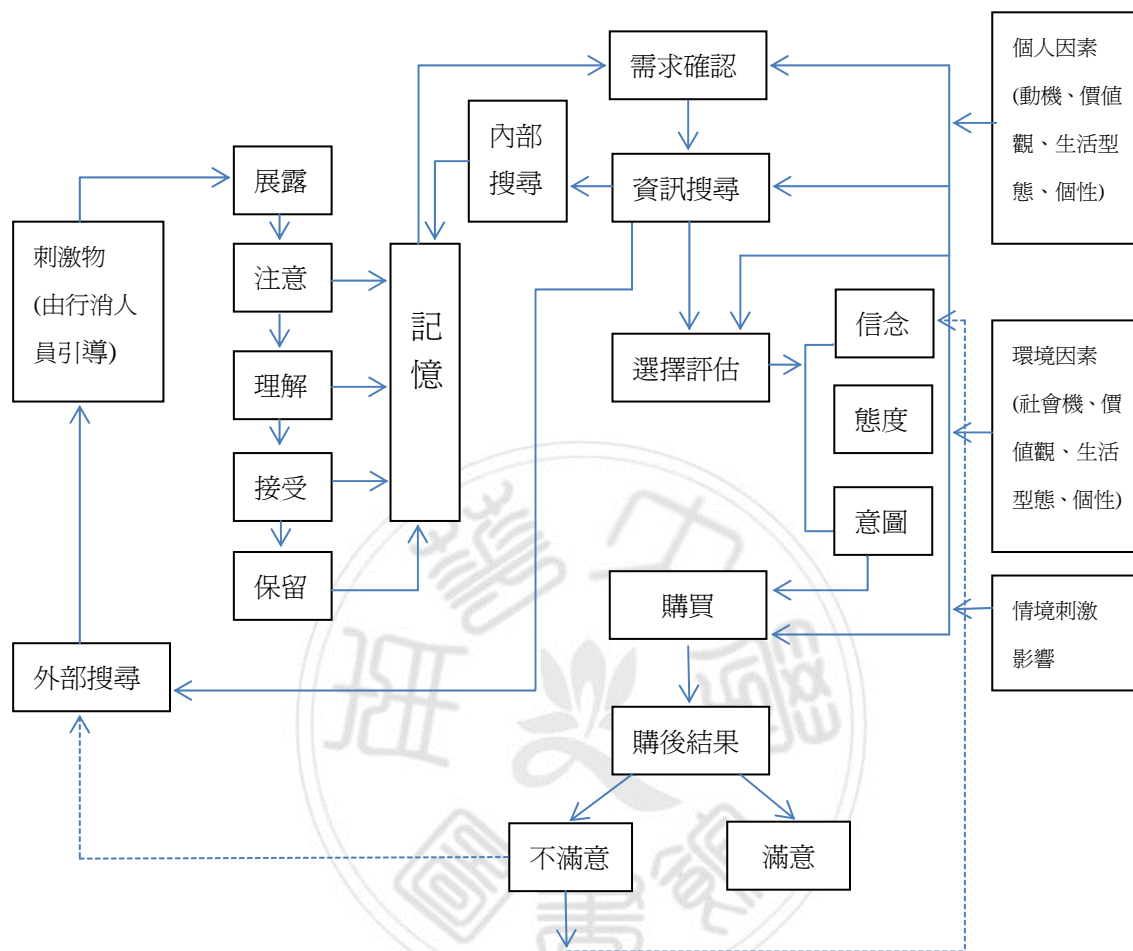 需求確認
內部
搜尋
資訊搜尋
展露
注意
理解
接受
保留
記
憶
刺激物
(由行消人
員引導)
外部搜尋
選擇評估
信念
態度
意圖
購買
購後結果
不滿意
滿意
個人因素
(動機、價值
觀、生活型
態、個性)
環境因素
(社會機、價
值觀、生活
型態、個性)
情境刺激
影響